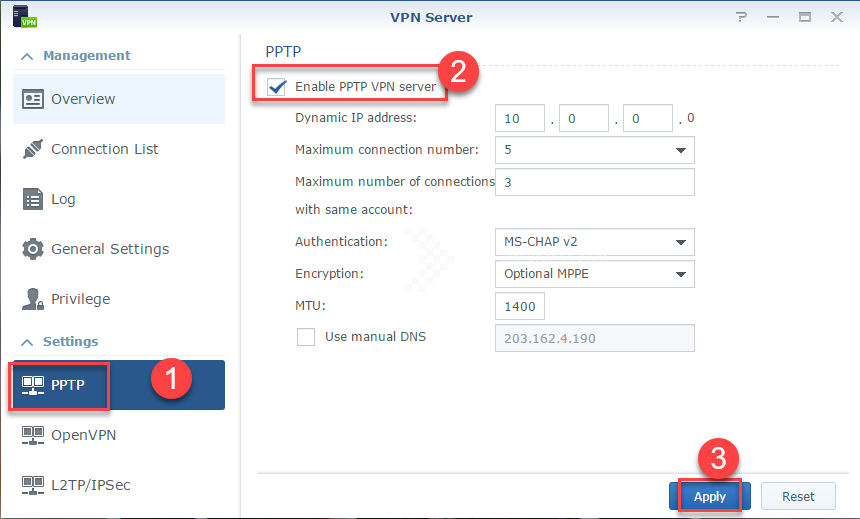 VPN
VPN Server
Management
Overview
Connection List
Log
General Settings
Privilege
Settings
PPTP
1
OpenVPN
L2TP/IPSec
PPTP
2
Enable PPTP VPN server
Dynamic IP address: 10 . 0 . 0 . 0
Maximum connection number: 5
Maximum number of connections 3
with same account:
Authentication: MS-CHAP v2
Encryption: Optional MPPE
MTU: 1400
Use manual DNS 203.162.4.190
3
Apply Reset